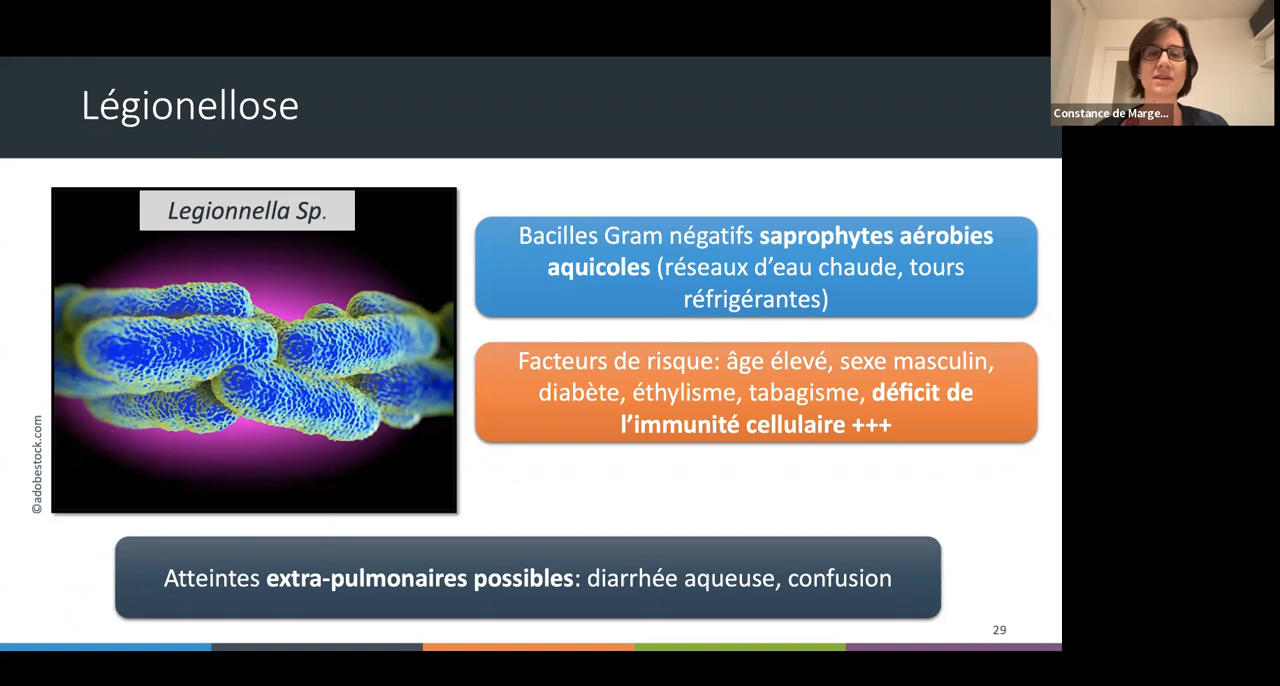 Légionellose
Constance de Marge...
Legionnella Sp.
Bacilles Gram négatifs saprophytes aérobies
aquicoles (réseaux d’eau chaude, tours
réfrigérantes)
Facteurs de risque: âge élevé, sexe masculin,
diabète, éthylisme, tabagisme, déficit de
l’immunité cellulaire +++
©adobestock.com
Atteintes extra-pulmonaires possibles: diarrhée aqueuse, confusion
29